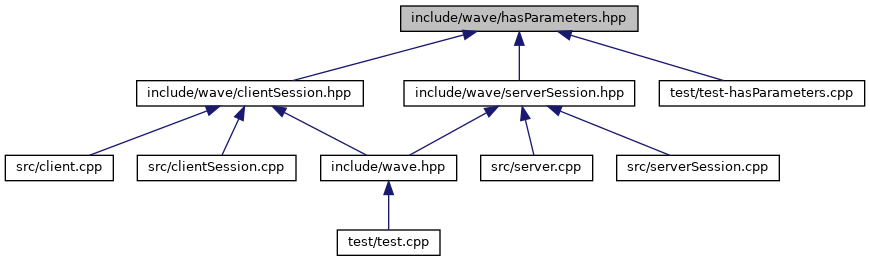 include/wave/hasParameters.hpp
include/wave/clientSession.hpp
include/wave/serverSession.hpp
test/test-hasParameters.cpp
src/client.cpp
src/clientSession.cpp
include/wave.hpp
src/server.cpp
src/serverSession.cpp
test/test.cpp